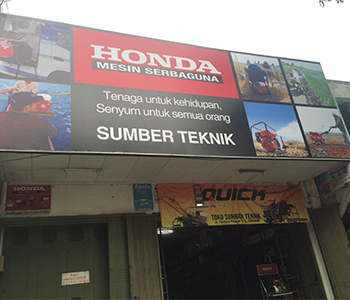 HONDA
MESIN SERBAGUNA
Tenaga untuk kehidupan,
Senyum untuk semua orang
SUMBER TEKNIK
HONDA
QUICK
TOKO SUMBER TEKNIK